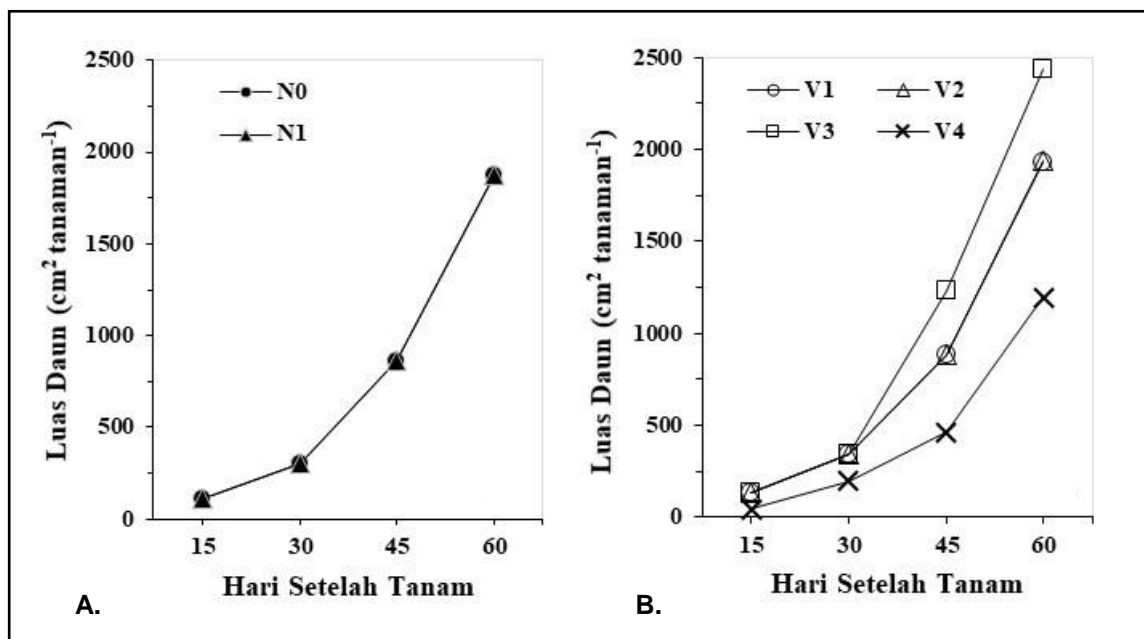 Luas Daun (cm² tanaman⁻¹)
2500
2000
1500
1000
500
0
N0
N1
15 30 45 60
Hari Setelah Tanam
A.
Luas Daun (cm² tanaman⁻¹)
2500
2000
1500
1000
500
0
V1 V2
V3 V4
15 30 45 60
Hari Setelah Tanam
B.